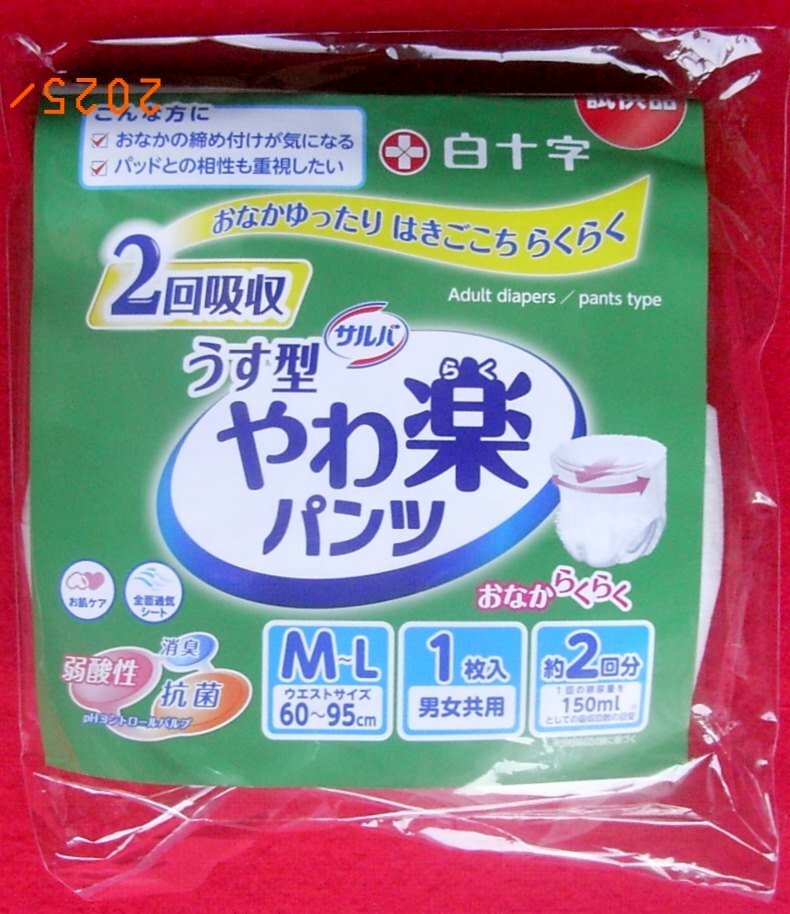 2025/
こんな方に
おなかの締め付けが気になる
パッドとの相性も重視したい
試供品
白十字
おなかゆったり はきごこちらくらく
2回吸収
Adult diapers / pants type
サルバ
うす型
らく
やわ楽
パンツ
おなからくらく
お肌ケア
全面通気
シート
消臭
弱酸性
抗菌
pHコントロールパルプ
M~L
ウエストサイズ
60~95cm
1枚入
男女共用
約2回分
1回の排尿量を
150ml
としての吸収回数の目安